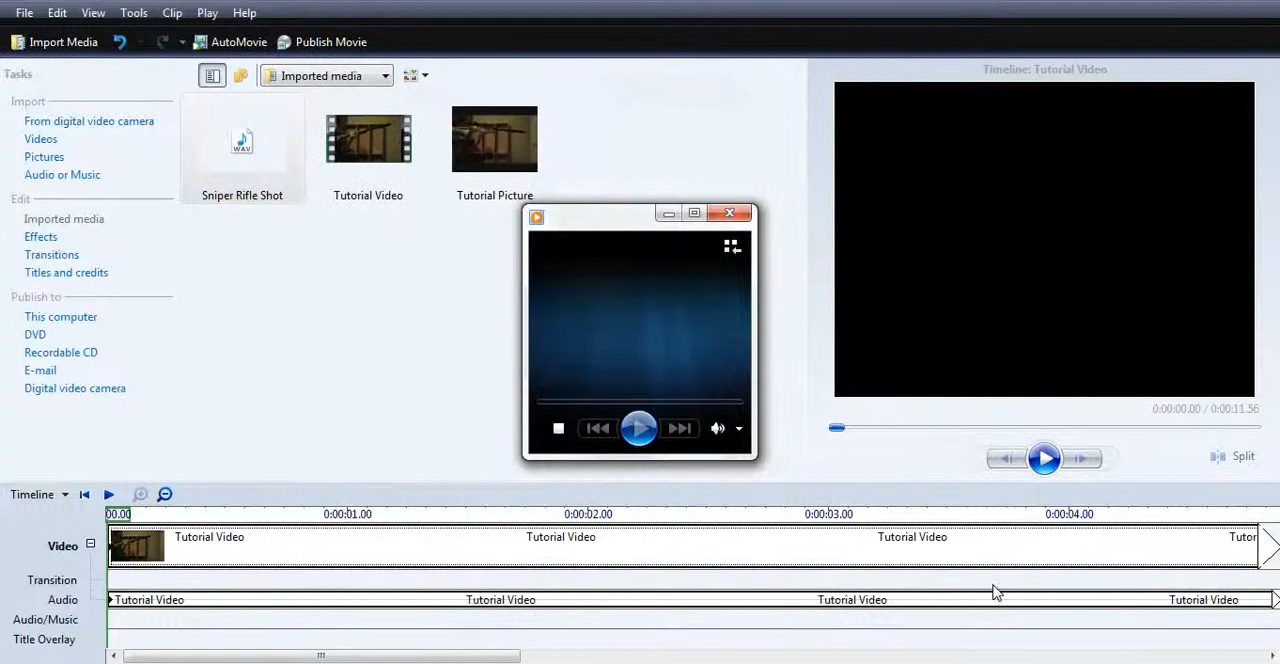 File Edit View Tools Clip Play Help
Import Media AutoMovie Publish Movie
Tasks
Import
From digital video camera
Videos
Pictures
Audio or Music
Edit
Imported media
Effects
Transitions
Titles and credits
Publish to
This computer
DVD
Recordable CD
E-mail
Digital video camera
Imported media
WAV
Sniper Rifle Shot Tutorial Video Tutorial Picture
Timeline: Tutorial Video
0:00:00.00 / 0:00:11.56
Split
Timeline
00.00 0:00:01.00 0:00:02.00 0:00:03.00 0:00:04.00
Video Tutorial Video Tutorial Video Tutorial Video Tutor
Transition
Audio Tutorial Video Tutorial Video Tutorial Video Tutorial Video
Audio/Music
Title Overlay